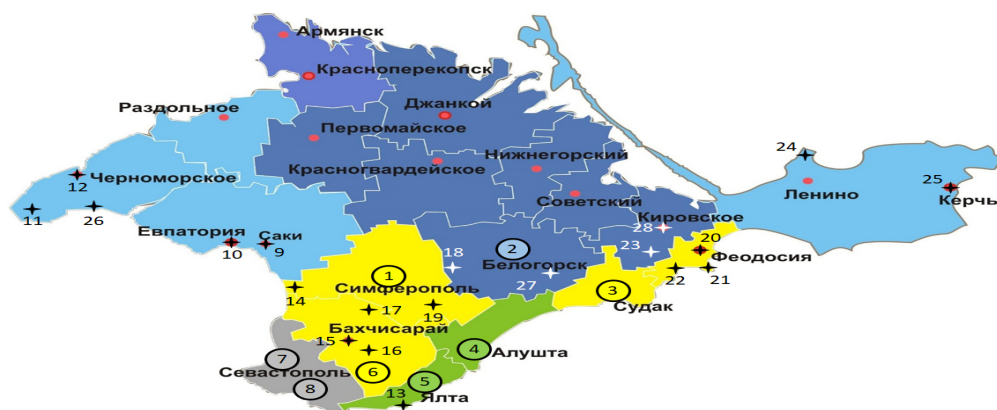 Армянск
Красноперекопск
Раздольное
Джанкой
Первомайское
Нижнегорский
Красногвардейское
24
12
Черноморское
Советский
Ленино
25
Керчь
11
26
Кировское
Евпатория
Саки
28
20
10
9
18
2
23
Феодосия
Белогорск
1
27
22
21
14
Симферополь
3
17
19
Судак
Бахчисарай
15
16
4
Алушта
7
Севастополь
6
5
8
13
Ялта